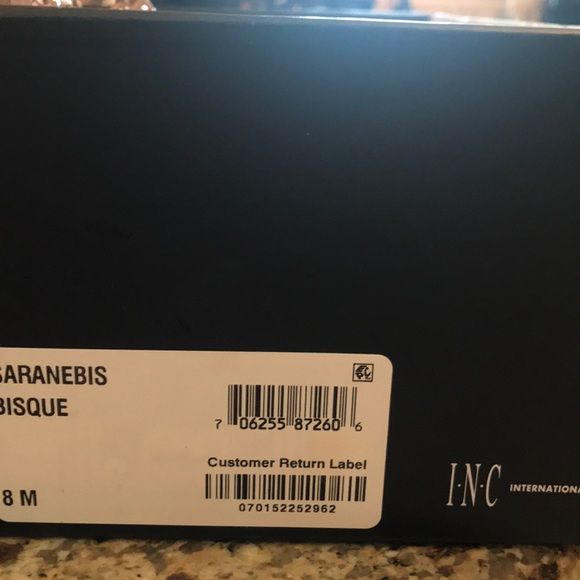 SARANEBIS
BISQUE
7 06255 87260 6
Customer Return Label
8 M
070152252962
I·N·C INTERNATIONA